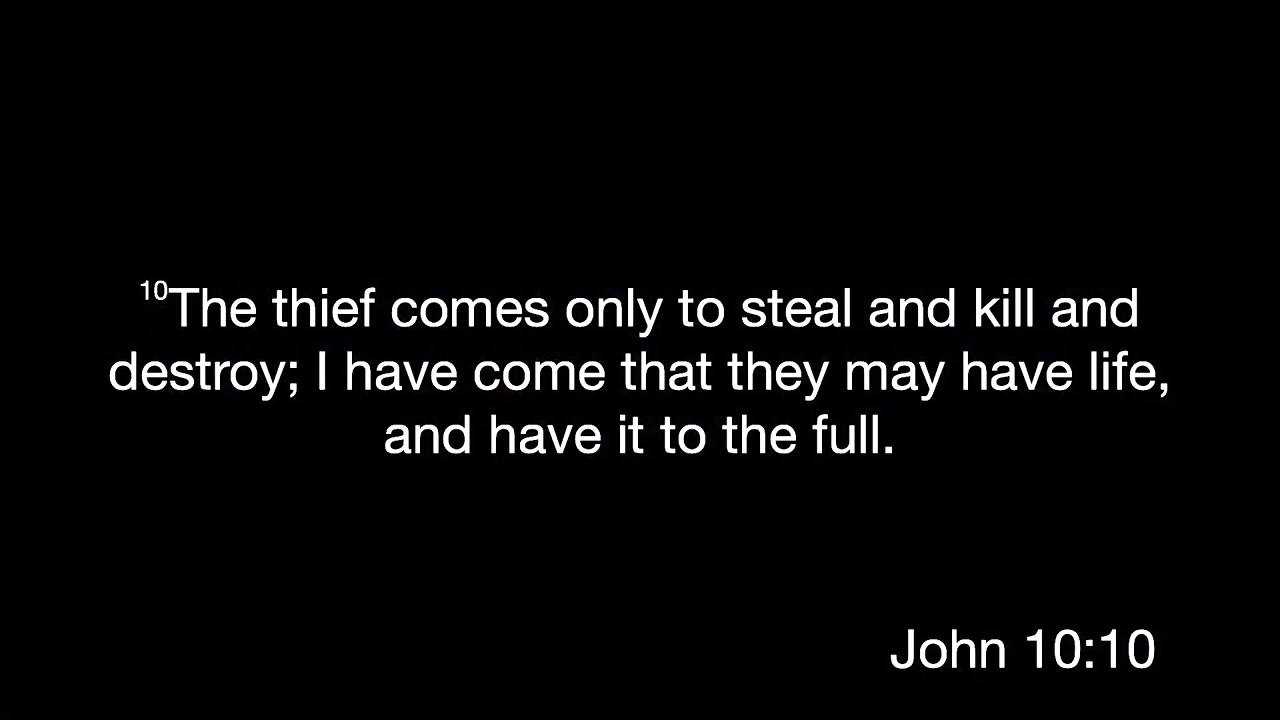 10The thief comes only to steal and kill and
destroy; I have come that they may have life,
and have it to the full.
John 10:10